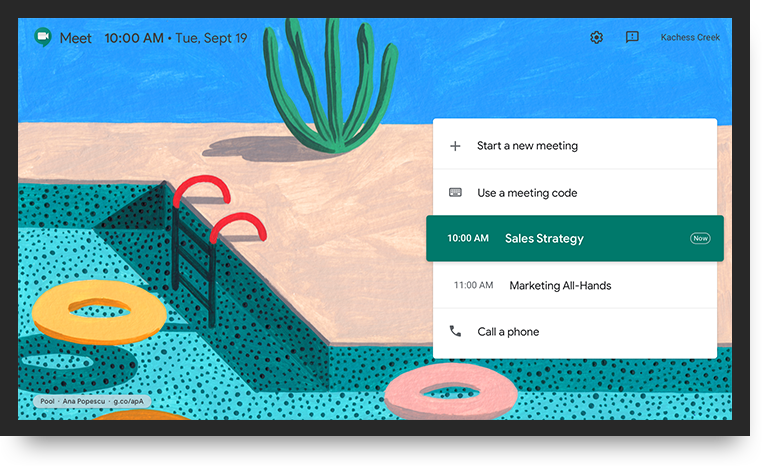 Meet 10:00 AM • Tue, Sept 19
Kachess Creek
Start a new meeting
Use a meeting code
10:00 AM Sales Strategy Now
11:00 AM Marketing All-Hands
Call a phone
Pool · Ana Popescu · g.co/apA